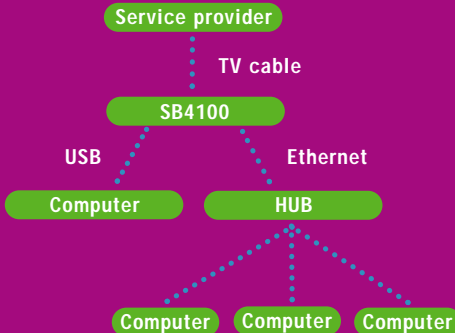 Service provider
TV cable
SB4100
USB Ethernet
Computer HUB
Computer Computer Computer